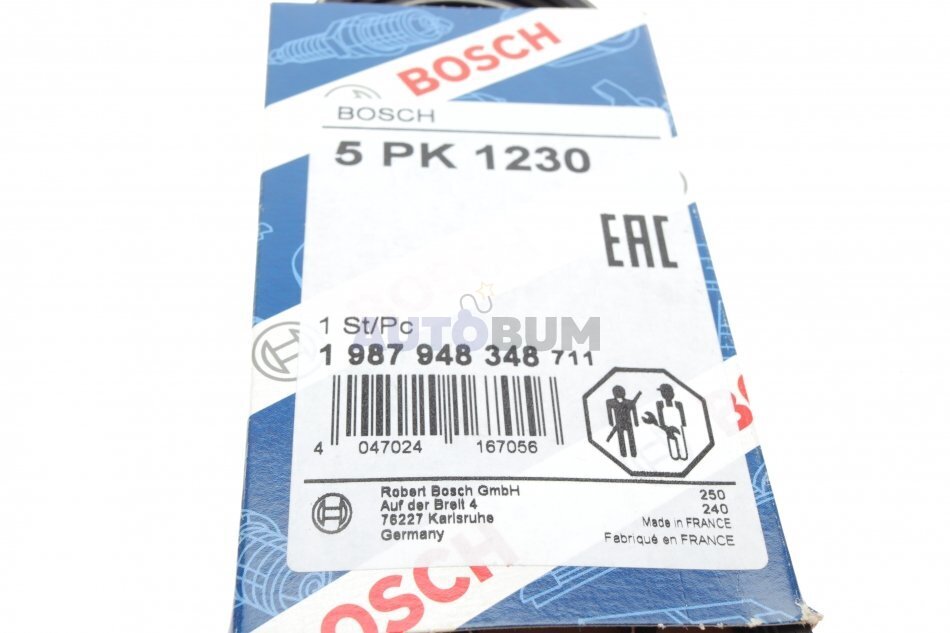 BOSCH
BOSCH
5 PK 1230
EAC
1 St/Pc
AUTOBUM
1 987 948 348 711
4 047024 167056
Robert Bosch GmbH
Auf der Breit 4
76227 Karlsruhe
Germany
250
240
Made in FRANCE
Fabriqué en FRANCE
BOSCH